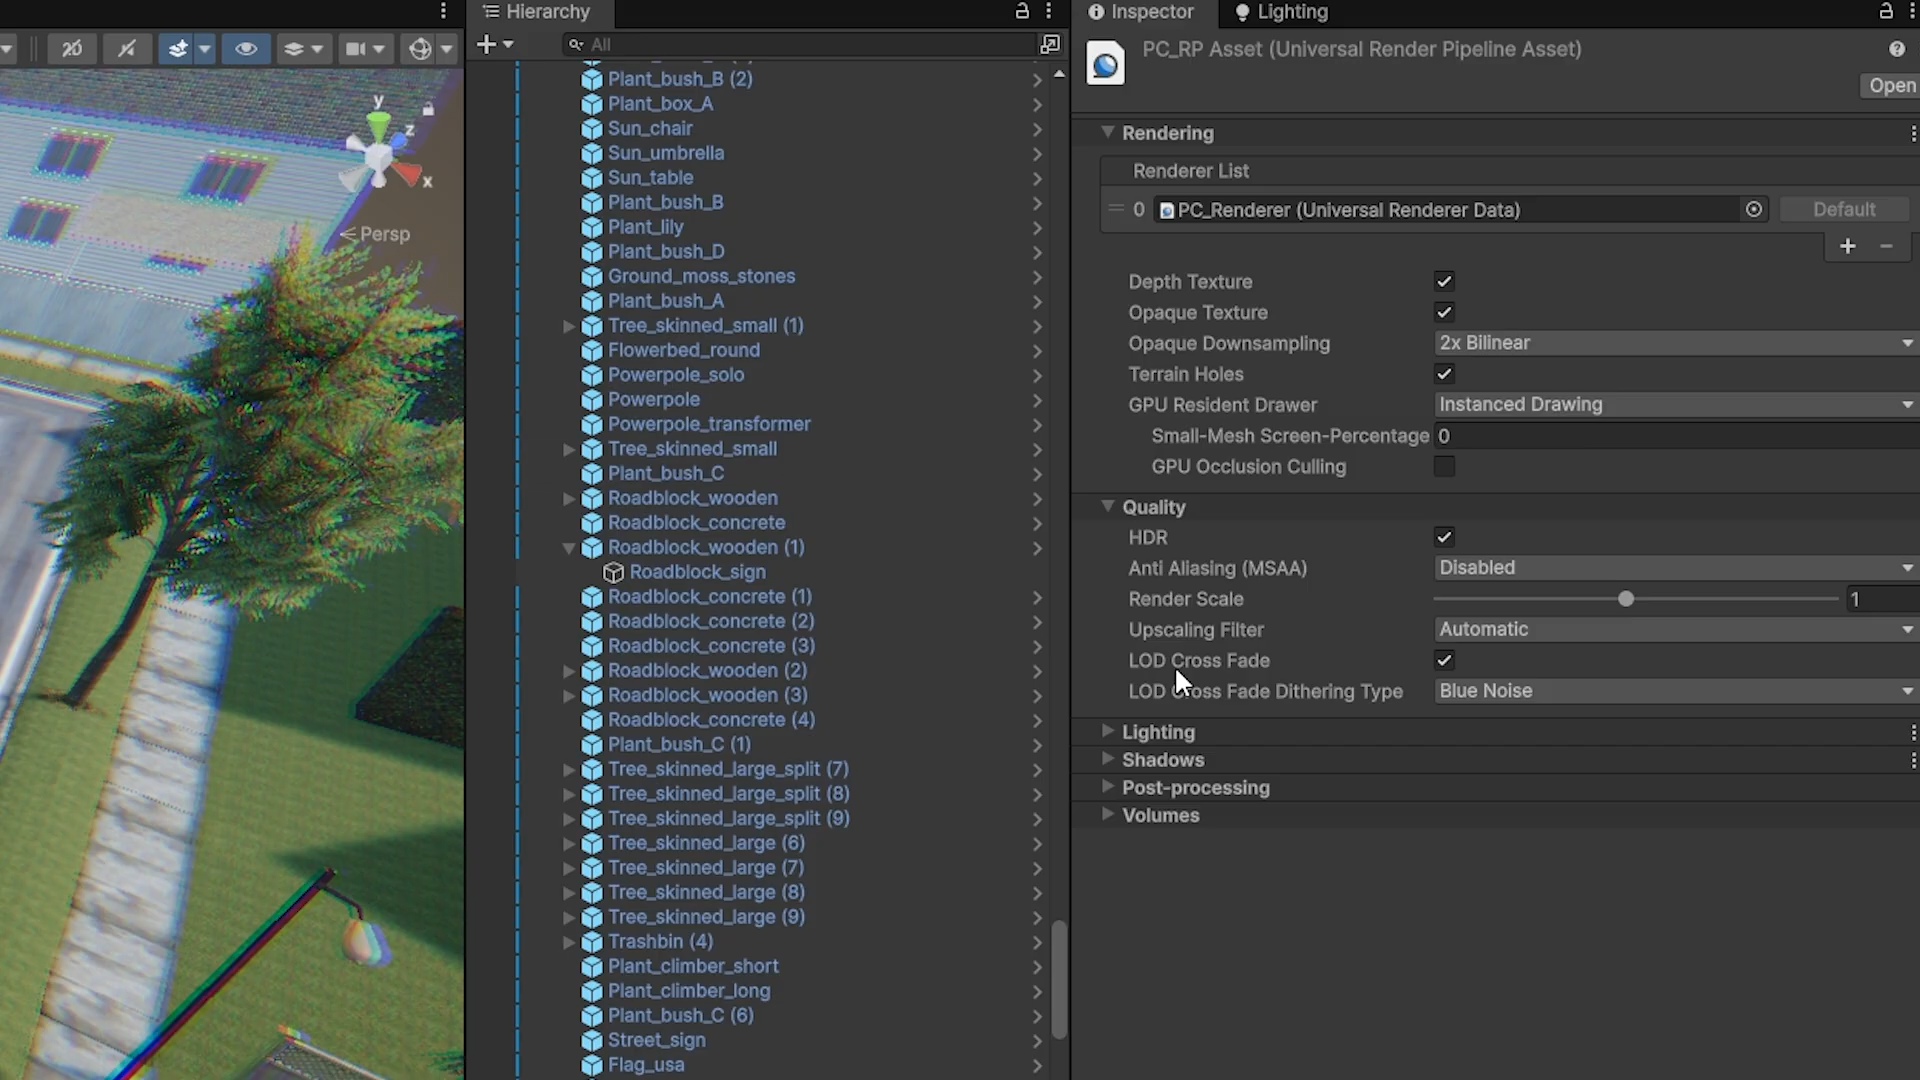 Hierarchy
Inspector
Lighting
All
PC_RP Asset (Universal Render Pipeline Asset)
Open
y
z
x
Persp
Plant_bush_B (2)
Plant_box_A
Sun_chair
Sun_umbrella
Sun_table
Plant_bush_B
Plant_lily
Plant_bush_D
Ground_moss_stones
Plant_bush_A
Tree_skinned_small (1)
Flowerbed_round
Powerpole_solo
Powerpole
Powerpole_transformer
Tree_skinned_small
Plant_bush_C
Roadblock_wooden
Roadblock_concrete
Roadblock_wooden (1)
Roadblock_sign
Roadblock_concrete (1)
Roadblock_concrete (2)
Roadblock_concrete (3)
Roadblock_wooden (2)
Roadblock_wooden (3)
Roadblock_concrete (4)
Plant_bush_C (1)
Tree_skinned_large_split (7)
Tree_skinned_large_split (8)
Tree_skinned_large_split (9)
Tree_skinned_large (6)
Tree_skinned_large (7)
Tree_skinned_large (8)
Tree_skinned_large (9)
Trashbin (4)
Plant_climber_short
Plant_climber_long
Plant_bush_C (6)
Street_sign
Flag_usa
Rendering
Renderer List
0 PC_Renderer (Universal Renderer Data) Default
Depth Texture
Opaque Texture
Opaque Downsampling 2x Bilinear
Terrain Holes
GPU Resident Drawer Instanced Drawing
Small-Mesh Screen-Percentage 0
GPU Occlusion Culling
Quality
HDR
Anti Aliasing (MSAA) Disabled
Render Scale 1
Upscaling Filter Automatic
LOD Cross Fade
LOD Cross Fade Dithering Type Blue Noise
Lighting
Shadows
Post-processing
Volumes